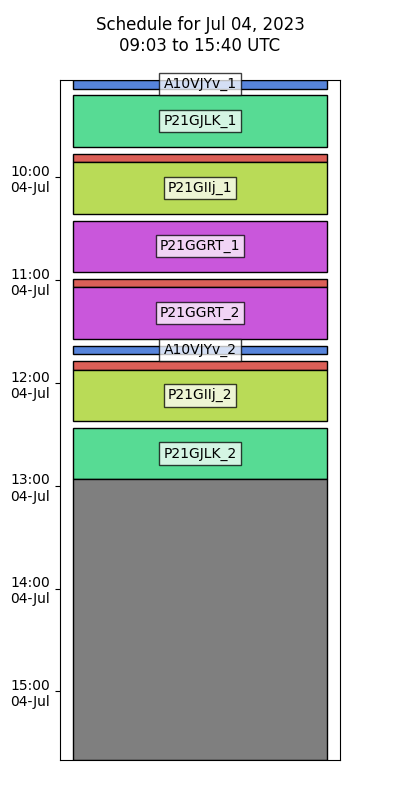 Schedule for Jul 04, 2023
09:03 to 15:40 UTC
A10VJYv_1
P21GJLK_1
10:00
04-Jul
P21GIIj_1
P21GGRT_1
11:00
04-Jul
P21GGRT_2
A10VJYv_2
12:00
04-Jul
P21GIIj_2
P21GJLK_2
13:00
04-Jul
14:00
04-Jul
15:00
04-Jul